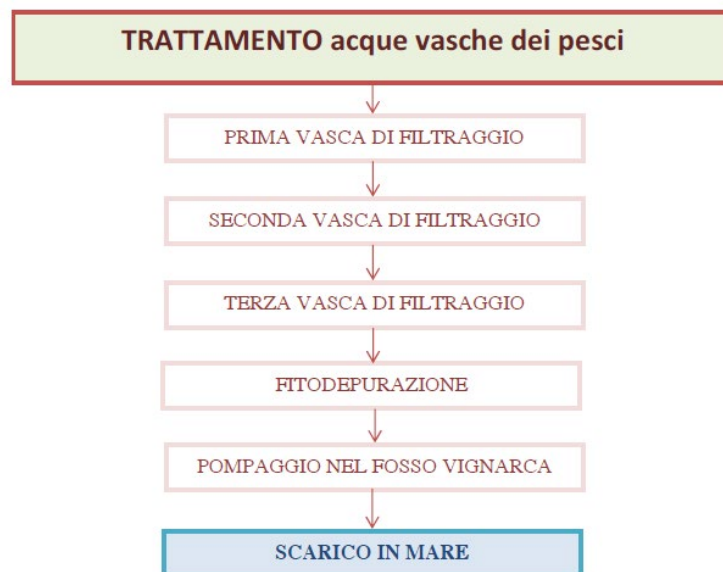 TRATTAMENTO acque vasche dei pesci
PRIMA VASCA DI FILTRAGGIO
SECONDA VASCA DI FILTRAGGIO
TERZA VASCA DI FILTRAGGIO
FITODEPURAZIONE
POMPAGGIO NEL FOSSO VIGNARCA
SCARICO IN MARE